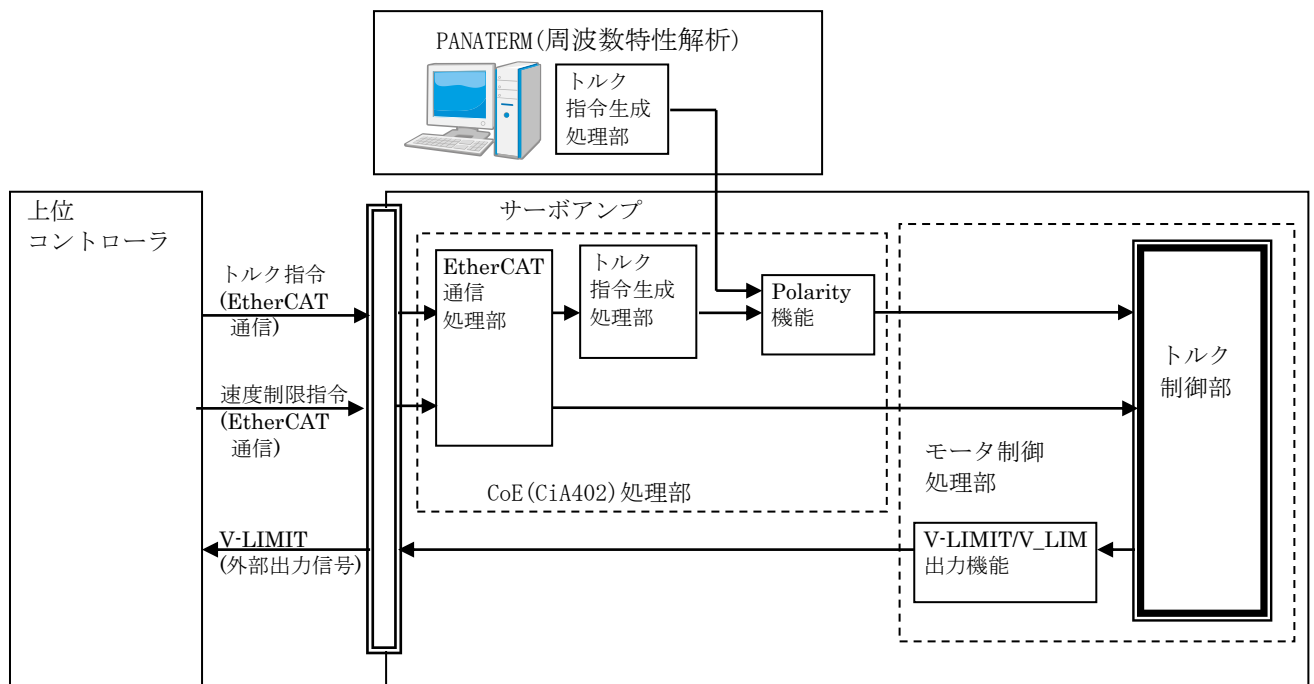 PANATERM(周波数特性解析)
トルク
指令生成
処理部
上位
コントローラ
サーボアンプ
トルク指令
(EtherCAT
通信)
EtherCAT
通信
処理部
トルク
指令生成
処理部
Polarity
機能
トルク
制御部
速度制限指令
(EtherCAT
通信)
モータ制御
処理部
CoE(CiA402)処理部
V-LIMIT
(外部出力信号)
V-LIMIT/V_LIM
出力機能